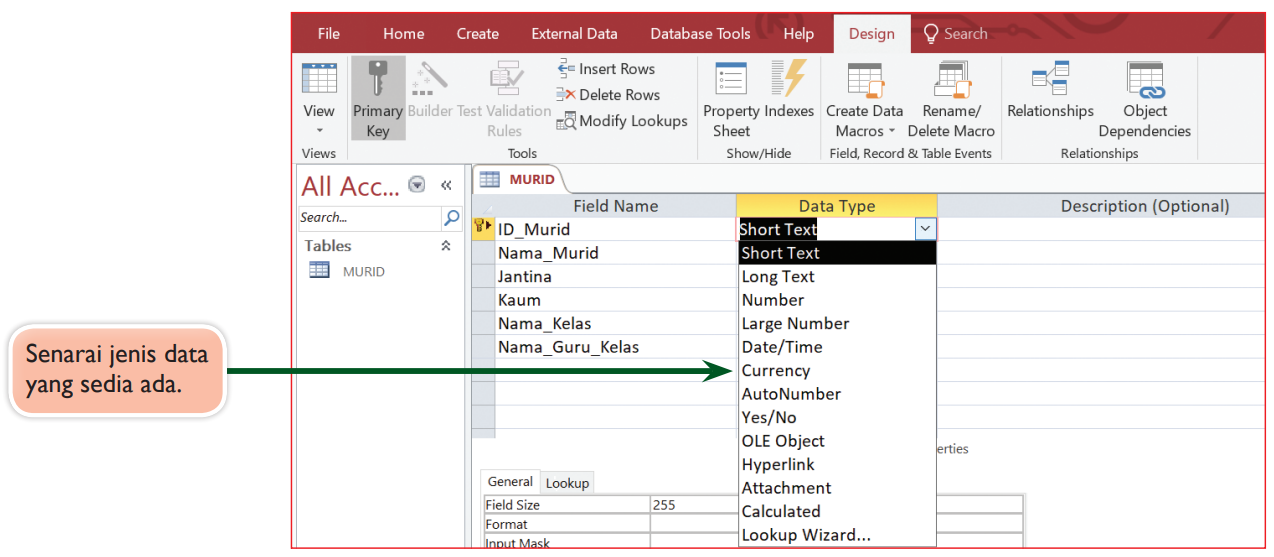 File Home Create External Data Database Tools Help Design Search
Insert Rows
Delete Rows
Modify Lookups
View Primary Key Builder Test Validation Rules Property Sheet Indexes Create Data Macros Rename/ Delete Macro Relationships Object Dependencies
Views Tools Show/Hide Field, Record & Table Events Relationships
All Acc... «
Search...
Tables
MURID
MURID
Field Name Data Type Description (Optional)
ID_Murid Short Text
Nama_Murid
Jantina
Kaum
Nama_Kelas
Nama_Guru_Kelas
Short Text
Long Text
Number
Large Number
Date/Time
Currency
AutoNumber
Yes/No
OLE Object
Hyperlink
Attachment
Calculated
Lookup Wizard...
erties
General Lookup
Field Size 255
Format
Input Mask
Senarai jenis data
yang sedia ada.